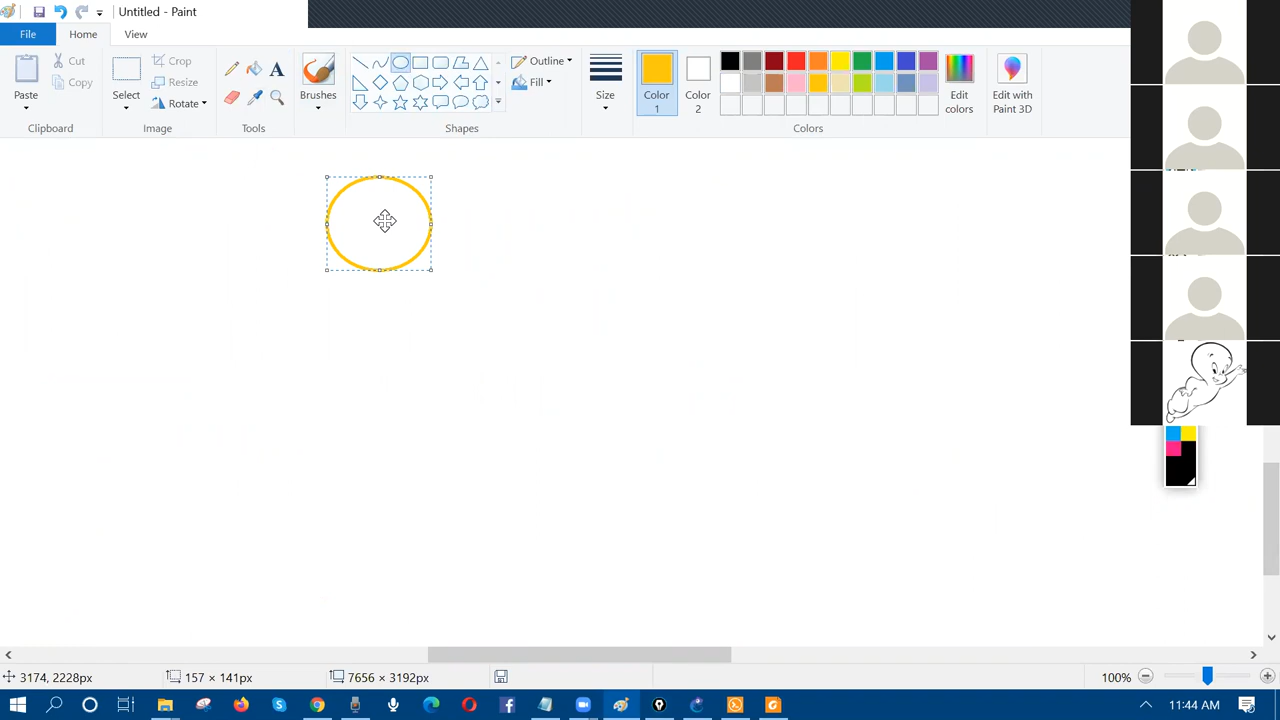 Untitled - Paint
File
Home
View
Paste
Cut
Copy
Clipboard
Select
Crop
Resize
Rotate
Image
A
Tools
Brushes
Outline
Fill
Shapes
Size
Color 1
Color 2
Edit colors
Colors
Edit with Paint 3D
3174, 2228px
157 × 141px
7656 × 3192px
100%
11:44 AM